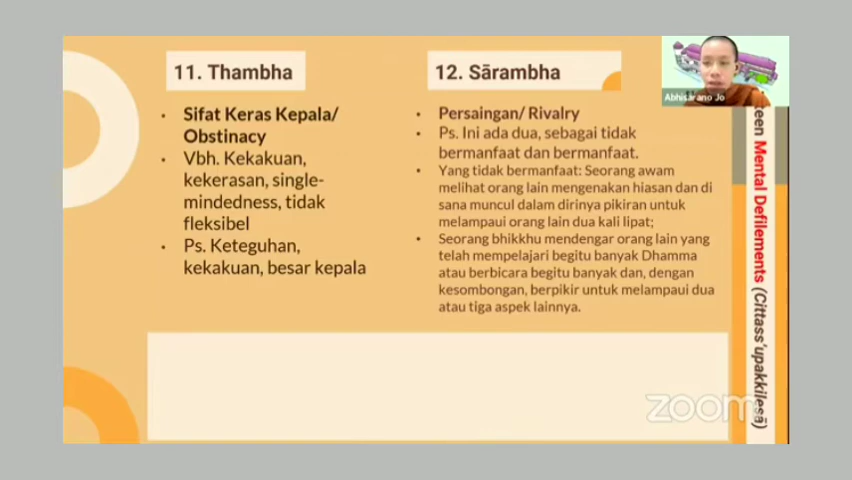 11. Thambha
Sifat Keras Kepala/
Obstinacy
Vbh. Kekakuan,
kekerasan, single-
mindedness, tidak
fleksibel
Ps. Keteguhan,
kekakuan, besar kepala
12. Sārambha
Persaingan/ Rivalry
Ps. Ini ada dua, sebagai tidak
bermanfaat dan bermanfaat.
Yang tidak bermanfaat: Seorang awam
melihat orang lain mengenakan hiasan dan di
sana muncul dalam dirinya pikiran untuk
melampaui orang lain dua kali lipat;
Seorang bhikkhu mendengar orang lain yang
telah mempelajari begitu banyak Dhamma
atau berbicara begitu banyak dan, dengan
kesombongan, berpikir untuk melampaui dua
atau tiga aspek lainnya.
Abhisarano Jo
een Mental Defilements (Cittass'upakkilesā)
zoom